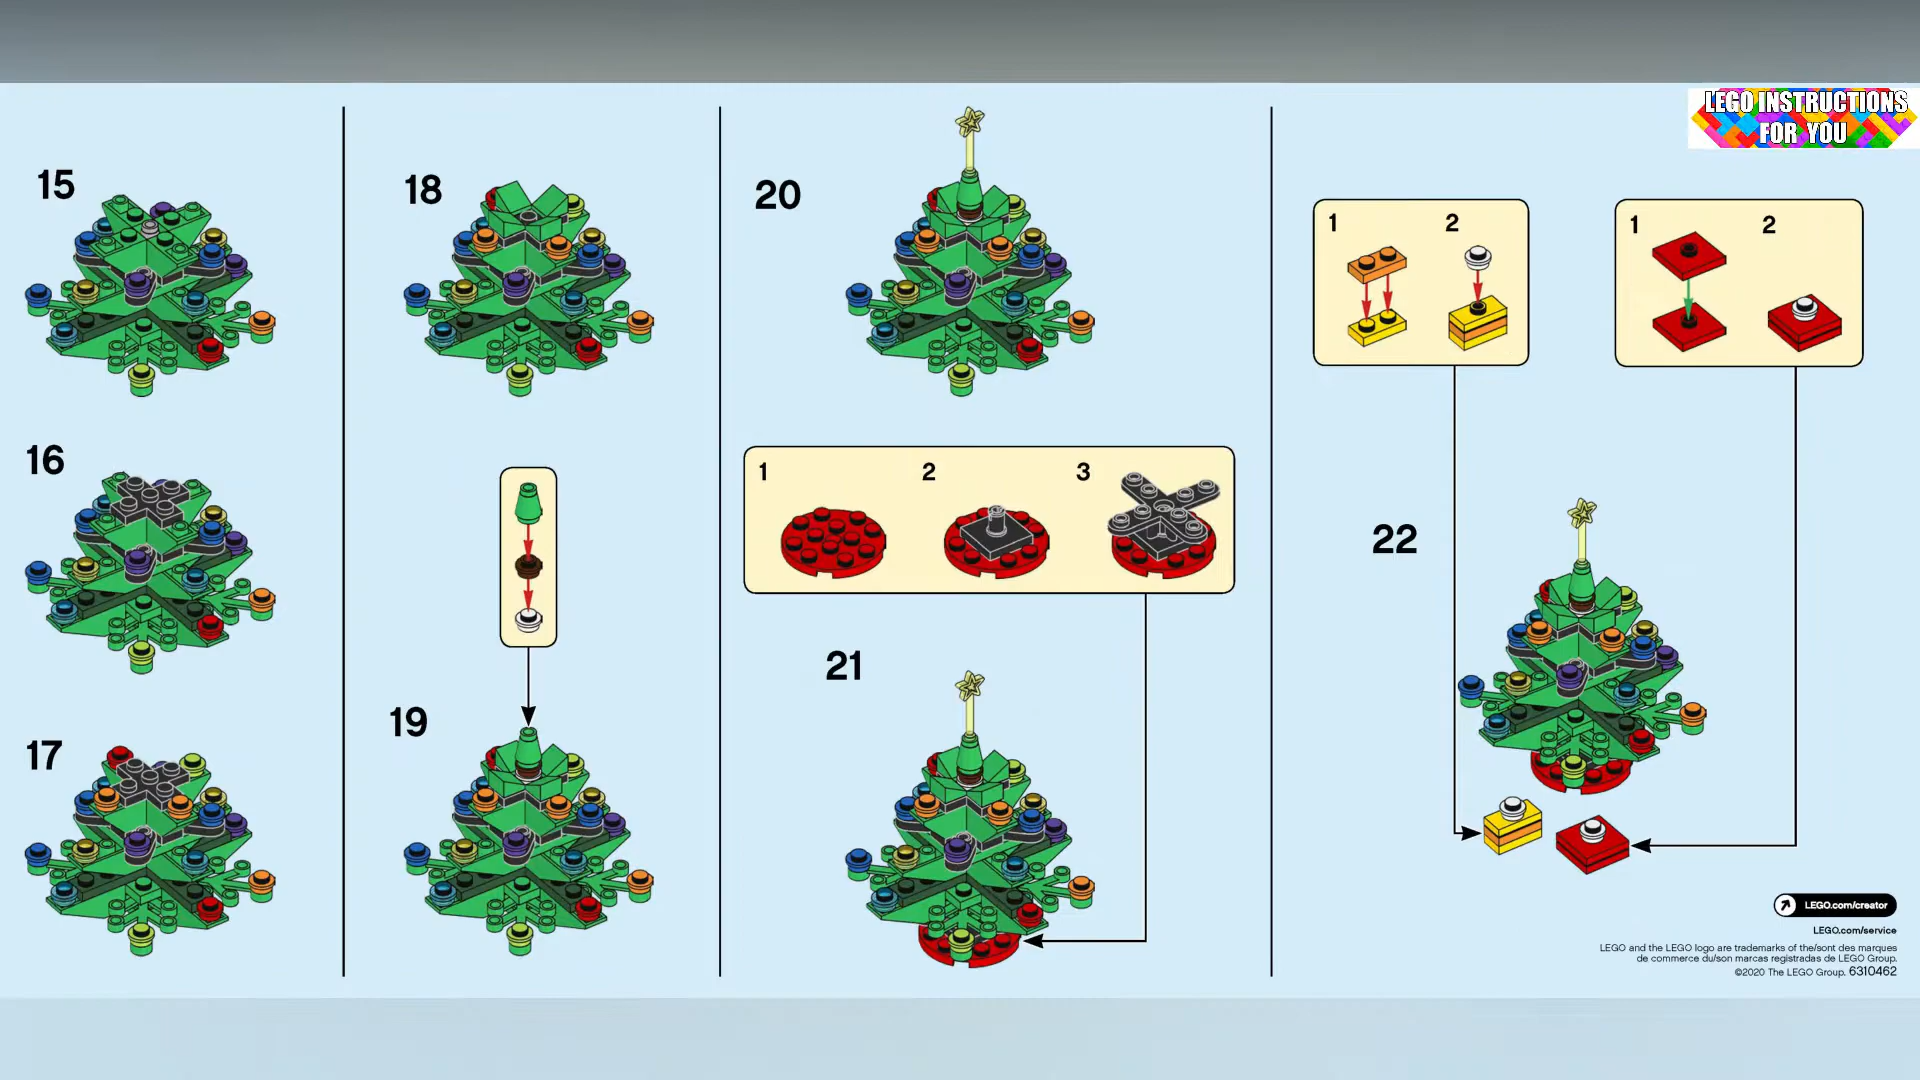 LEGO INSTRUCTIONS
FOR YOU
15
16
17
18
19
20
1 2 3
21
1 2
1 2
22
LEGO.com/creator
LEGO.com/service
LEGO and the LEGO logo are trademarks of the/sont des marques
de commerce du/son marcas registradas de LEGO Group.
©2020 The LEGO Group. 6310462